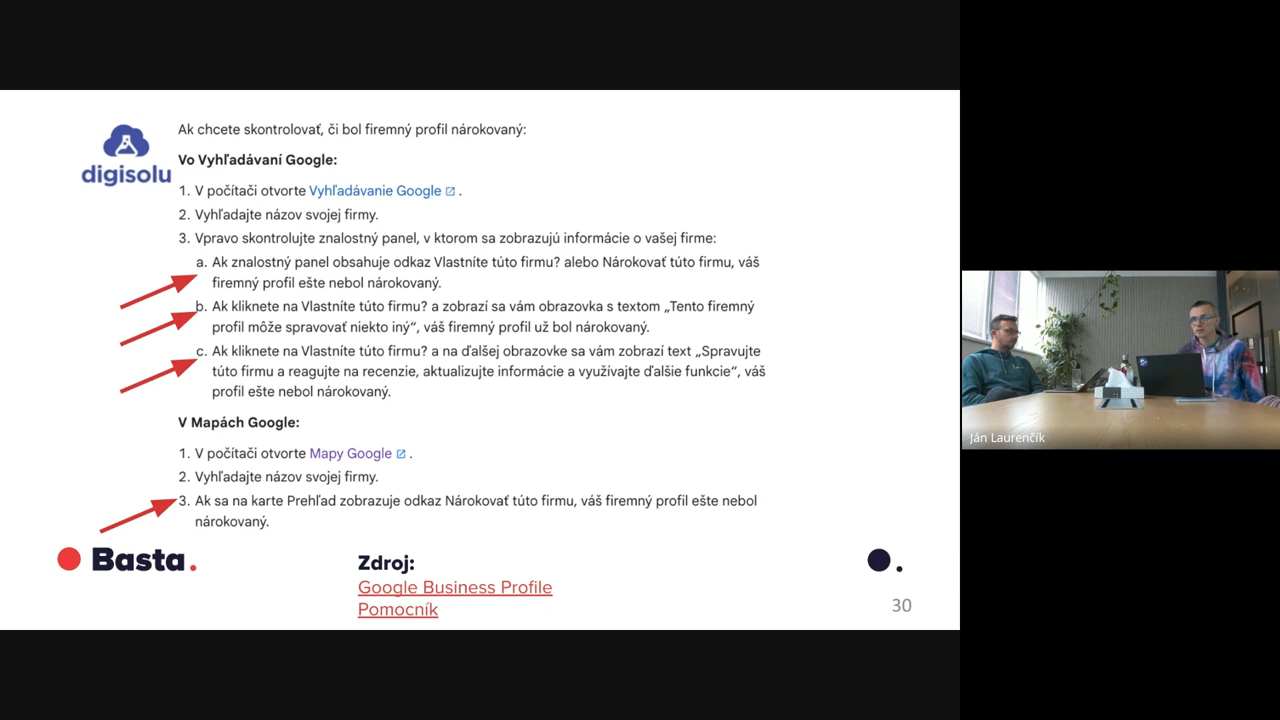 digisolu
Ak chcete skontrolovať, či bol firemný profil nárokovaný:
Vo Vyhľadávaní Google:
1. V počítači otvorte Vyhľadávanie Google .
2. Vyhľadajte názov svojej firmy.
3. Vpravo skontrolujte znalostný panel, v ktorom sa zobrazujú informácie o vašej firme:
a. Ak znalostný panel obsahuje odkaz Vlastníte túto firmu? alebo Nárokovať túto firmu, váš
firemný profil ešte nebol nárokovaný.
b. Ak kliknete na Vlastníte túto firmu? a zobrazí sa vám obrazovka s textom „Tento firemný
profil môže spravovať niekto iný“, váš firemný profil už bol nárokovaný.
c. Ak kliknete na Vlastníte túto firmu? a na ďalšej obrazovke sa vám zobrazí text „Spravujte
túto firmu a reagujte na recenzie, aktualizujte informácie a využívajte ďalšie funkcie“, váš
profil ešte nebol nárokovaný.
V Mapách Google:
1. V počítači otvorte Mapy Google .
2. Vyhľadajte názov svojej firmy.
3. Ak sa na karte Prehľad zobrazuje odkaz Nárokovať túto firmu, váš firemný profil ešte nebol
nárokovaný.
Basta.
Zdroj:
Google Business Profile
Pomocník
30
Ján Laurenčík